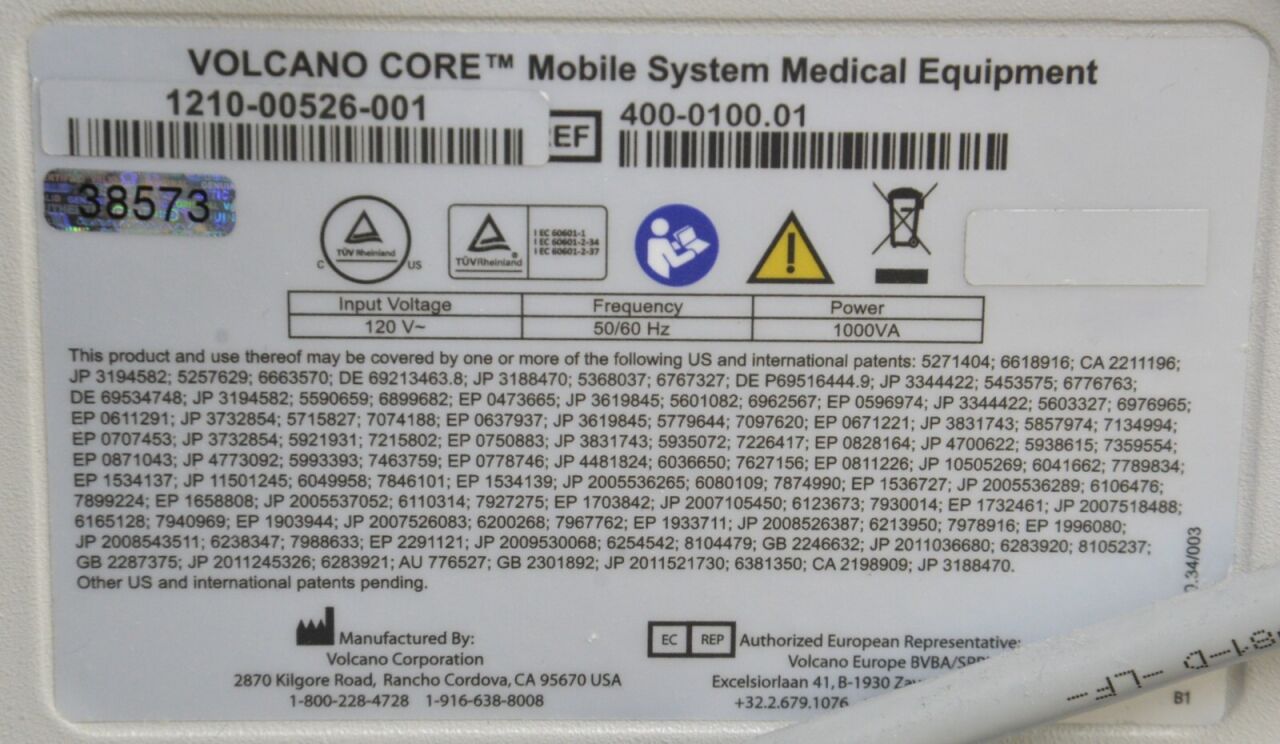 VOLCANO CORE™ Mobile System Medical Equipment
1210-00526-001
REF 400-0100.01
38573
TÜV Rheinland
C US
TÜV Rheinland®
IEC 60601-1
IEC 60601-2-34
IEC 60601-2-37
Input Voltage Frequency Power
120 V~ 50/60 Hz 1000VA
This product and use thereof may be covered by one or more of the following US and international patents: 5271404; 6618916; CA 2211196;
JP 3194582; 5257629; 6663570; DE 69213463.8; JP 3188470; 5368037; 6767327; DE P69516444.9; JP 3344422; 5453575; 6776763;
DE 69534748; JP 3194582; 5590659; 6899682; EP 0473665; JP 3619845; 5601082; 6962567; EP 0596974; JP 3344422; 5603327; 6976965;
EP 0611291; JP 3732854; 5715827; 7074188; EP 0637937; JP 3619845; 5779644; 7097620; EP 0671221; JP 3831743; 5857974; 7134994;
EP 0707453; JP 3732854; 5921931; 7215802; EP 0750883; JP 3831743; 5935072; 7226417; EP 0828164; JP 4700622; 5938615; 7359554;
EP 0871043; JP 4773092; 5993393; 7463759; EP 0778746; JP 4481824; 6036650; 7627156; EP 0811226; JP 10505269; 6041662; 7789834;
EP 1534137; JP 11501245; 6049958; 7846101; EP 1534139; JP 2005536265; 6080109; 7874990; EP 1536727; JP 2005536289; 6106476;
7899224; EP 1658808; JP 2005537052; 6110314; 7927275; EP 1703842; JP 2007105450; 6123673; 7930014; EP 1732461; JP 2007518488;
6165128; 7940969; EP 1903944; JP 2007526083; 6200268; 7967762; EP 1933711; JP 2008526387; 6213950; 7978916; EP 1996080;
JP 2008543511; 6238347; 7988633; EP 2291121; JP 2009530068; 6254542; 8104479; GB 2246632; JP 2011036680; 6283920; 8105237;
GB 2287375; JP 2011245326; 6283921; AU 776527; GB 2301892; JP 2011521730; 6381350; CA 2198909; JP 3188470.
Other US and international patents pending.
0.34/003
Manufactured By:
Volcano Corporation
2870 Kilgore Road, Rancho Cordova, CA 95670 USA
1-800-228-4728 1-916-638-8008
EC REP Authorized European Representative:
Volcano Europe BVBA/SPR
Excelsiorlaan 41, B-1930
+32.2.679.1076
B1